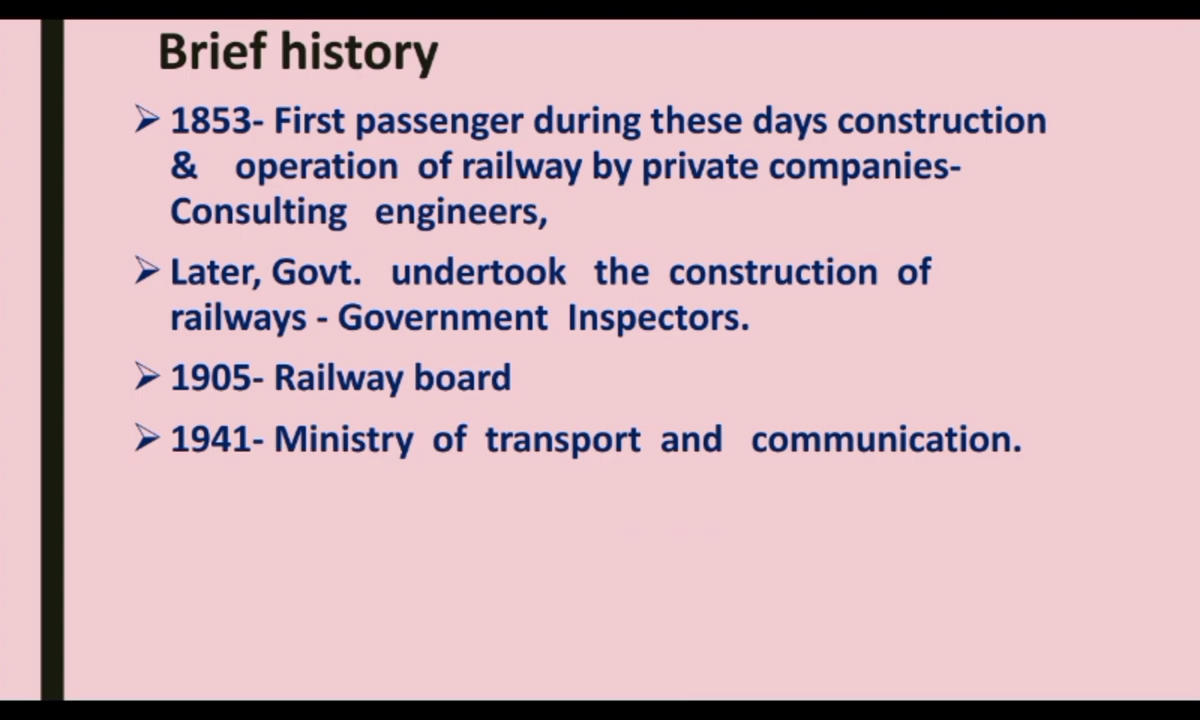 Brief history
➢ 1853- First passenger during these days construction
& operation of railway by private companies-
Consulting engineers,
➢ Later, Govt. undertook the construction of
railways - Government Inspectors.
➢ 1905- Railway board
➢ 1941- Ministry of transport and communication.